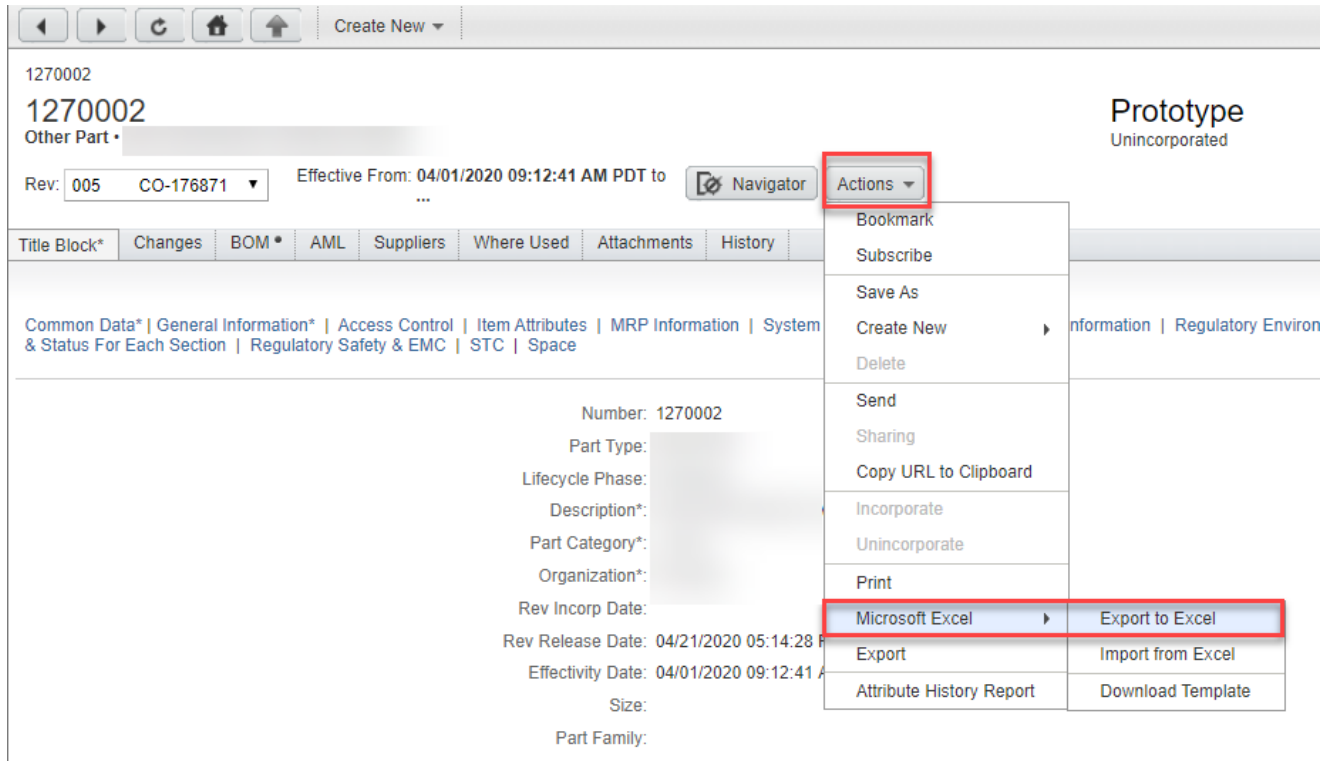 Create New
1270002
1270002
Prototype
Other Part •
Unincorporated
Rev: 005 CO-176871
Effective From: 04/01/2020 09:12:41 AM PDT to
...
Navigator
Actions
Title Block* Changes BOM • AML Suppliers Where Used Attachments History
Common Data* | General Information* | Access Control | Item Attributes | MRP Information | System
nformation | Regulatory Environ
& Status For Each Section | Regulatory Safety & EMC | STC | Space
Number: 1270002
Part Type:
Lifecycle Phase:
Description*:
Part Category*:
Organization*:
Rev Incorp Date:
Rev Release Date: 04/21/2020 05:14:28
Effectivity Date: 04/01/2020 09:12:41
Size:
Part Family:
Bookmark
Subscribe
Save As
Create New
Delete
Send
Sharing
Copy URL to Clipboard
Incorporate
Unincorporate
Print
Microsoft Excel
Export
Attribute History Report
Export to Excel
Import from Excel
Download Template